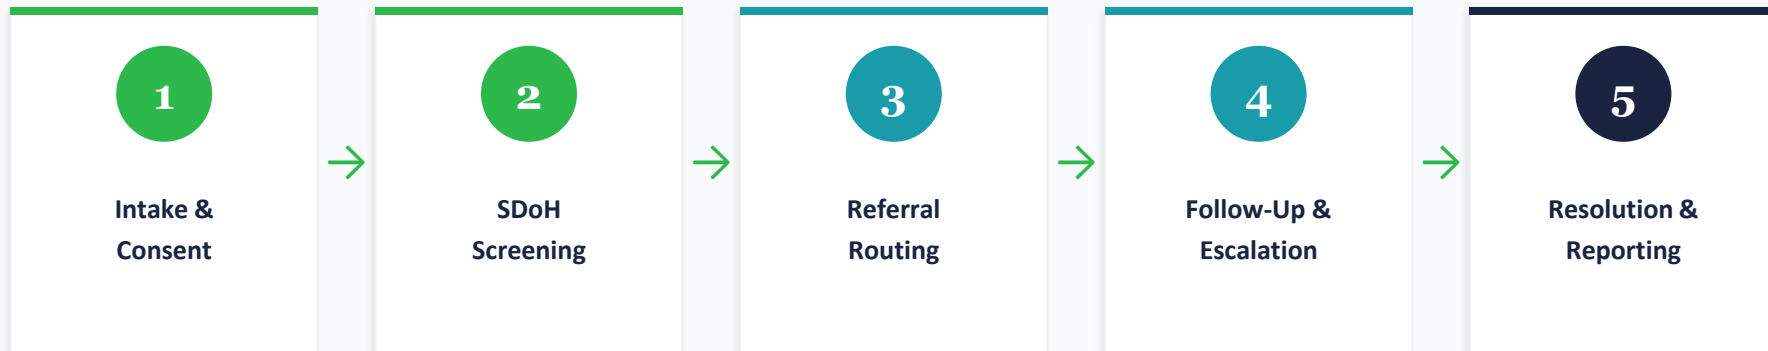 1
Intake &
Consent
2
SDoH
Screening
3
Referral
Routing
4
Follow-Up &
Escalation
5
Resolution &
Reporting